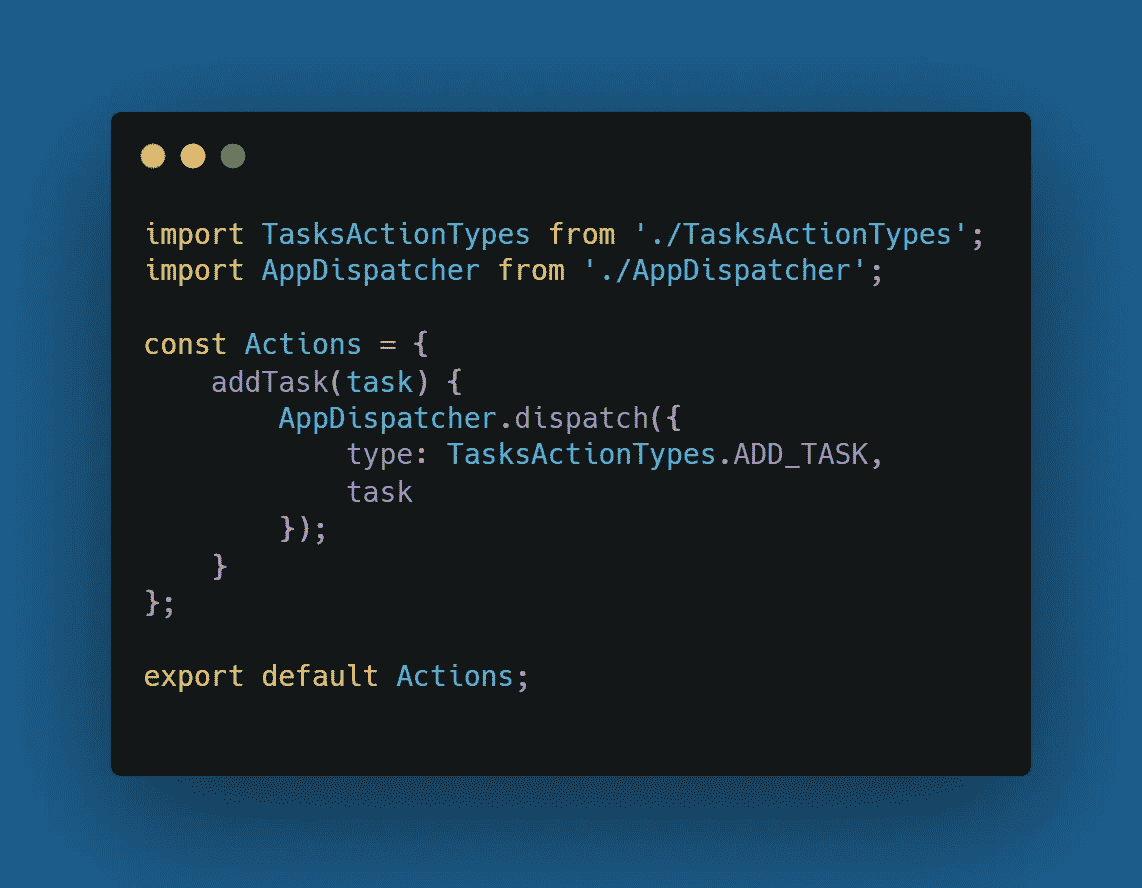 import TasksActionTypes from './TasksActionTypes';
import AppDispatcher from './AppDispatcher';
const Actions = {
    addTask(task) {
        AppDispatcher.dispatch({
            type: TasksActionTypes.ADD_TASK,
            task
        });
    }
};
export default Actions;